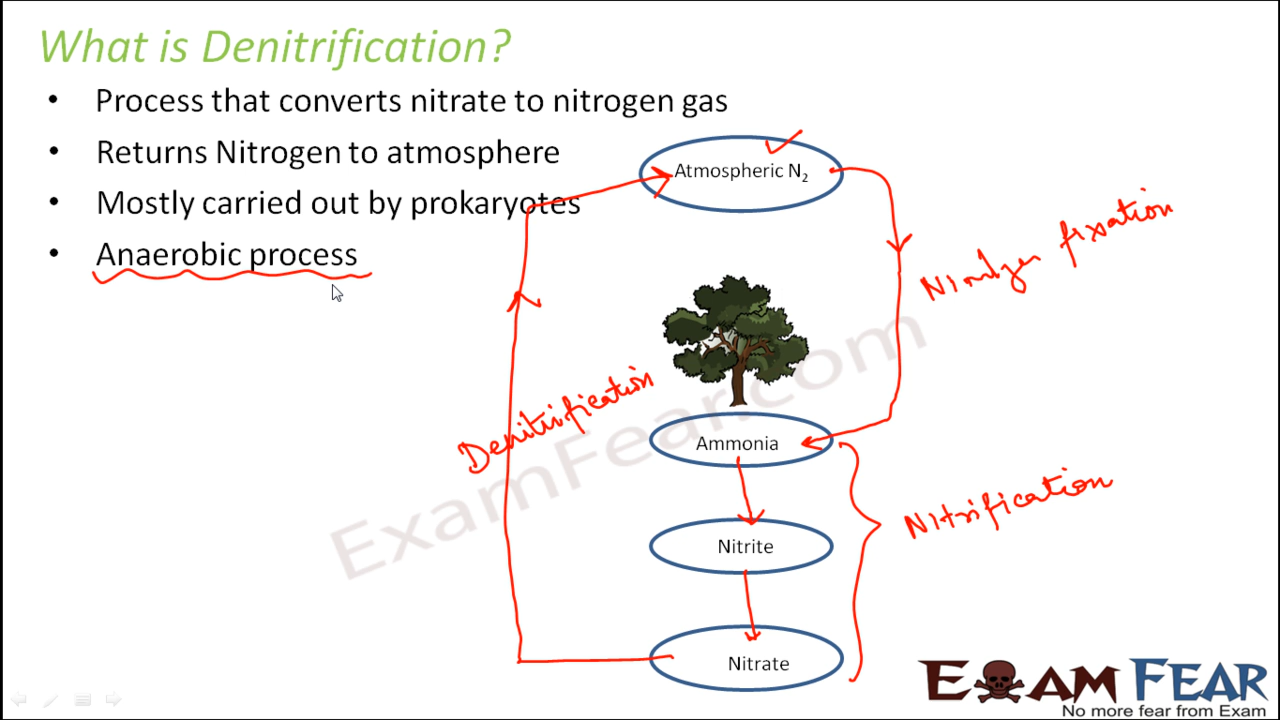 What is Denitrification?
• Process that converts nitrate to nitrogen gas
• Returns Nitrogen to atmosphere
• Mostly carried out by prokaryotes
• Anaerobic process
Atmospheric N₂
fixation
Denitrification
Ammonia
Nitrification
Nitrite
Nitrate
ExamFear.com
EXAM FEAR
No more fear from Exam